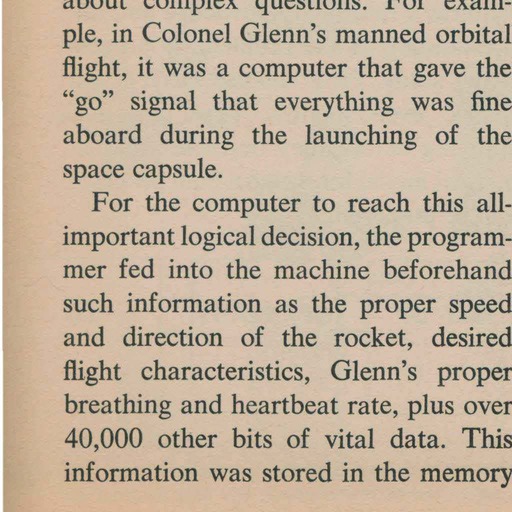 about complex questions. For exam-
ple, in Colonel Glenn's manned orbital
flight, it was a computer that gave the
“go” signal that everything was fine
aboard during the launching of the
space capsule.
For the computer to reach this all-
important logical decision, the program-
mer fed into the machine beforehand
such information as the proper speed
and direction of the rocket, desired
flight characteristics, Glenn's proper
breathing and heartbeat rate, plus over
40,000 other bits of vital data. This
information was stored in the memory